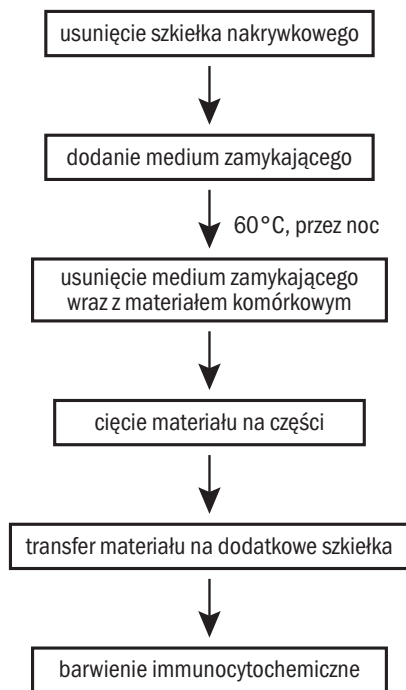 usunięcie szkiełka nakrywkowego
dodanie medium zamykającego
60°C, przez noc
usunięcie medium zamykającego
wraz z materiałem komórkowym
cięcie materiału na części
transfer materiału na dodatkowe szkiełka
barwienie immunocytochemiczne